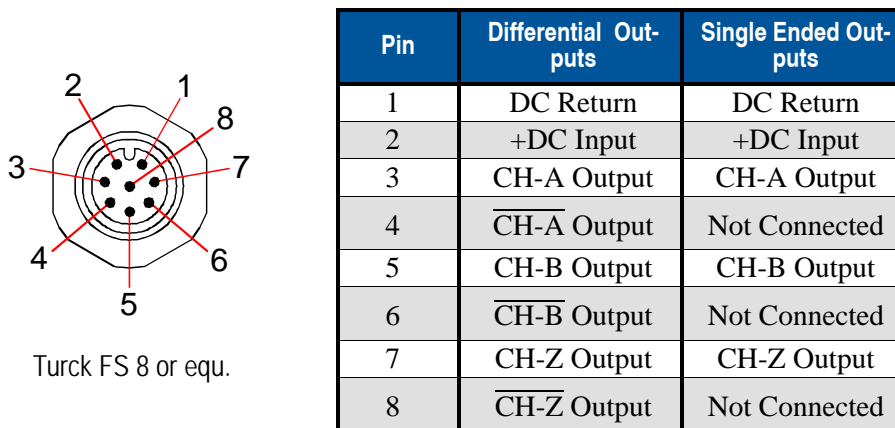 2
1
8
3
7
4
6
5
Turck FS 8 or equ.
Pin Differential Out-puts Single Ended Out-puts
1 DC Return DC Return
2 +DC Input +DC Input
3 CH-A Output CH-A Output
4 C̅H̅-̅A̅ Output Not Connected
5 CH-B Output CH-B Output
6 C̅H̅-̅B̅ Output Not Connected
7 CH-Z Output CH-Z Output
8 C̅H̅-̅Z̅ Output Not Connected